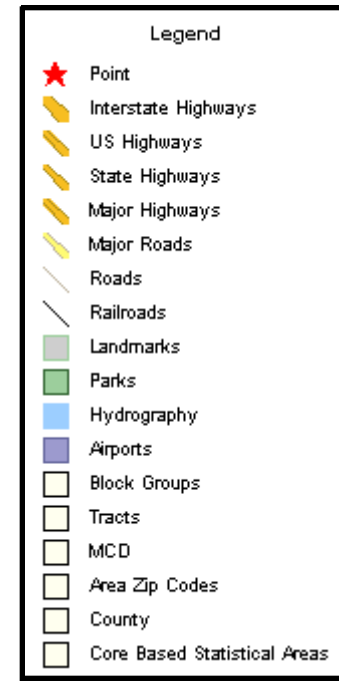 Legend
Point
Interstate Highways
US Highways
State Highways
Major Highways
Major Roads
Roads
Railroads
Landmarks
Parks
Hydrography
Airports
Block Groups
Tracts
MCD
Area Zip Codes
County
Core Based Statistical Areas